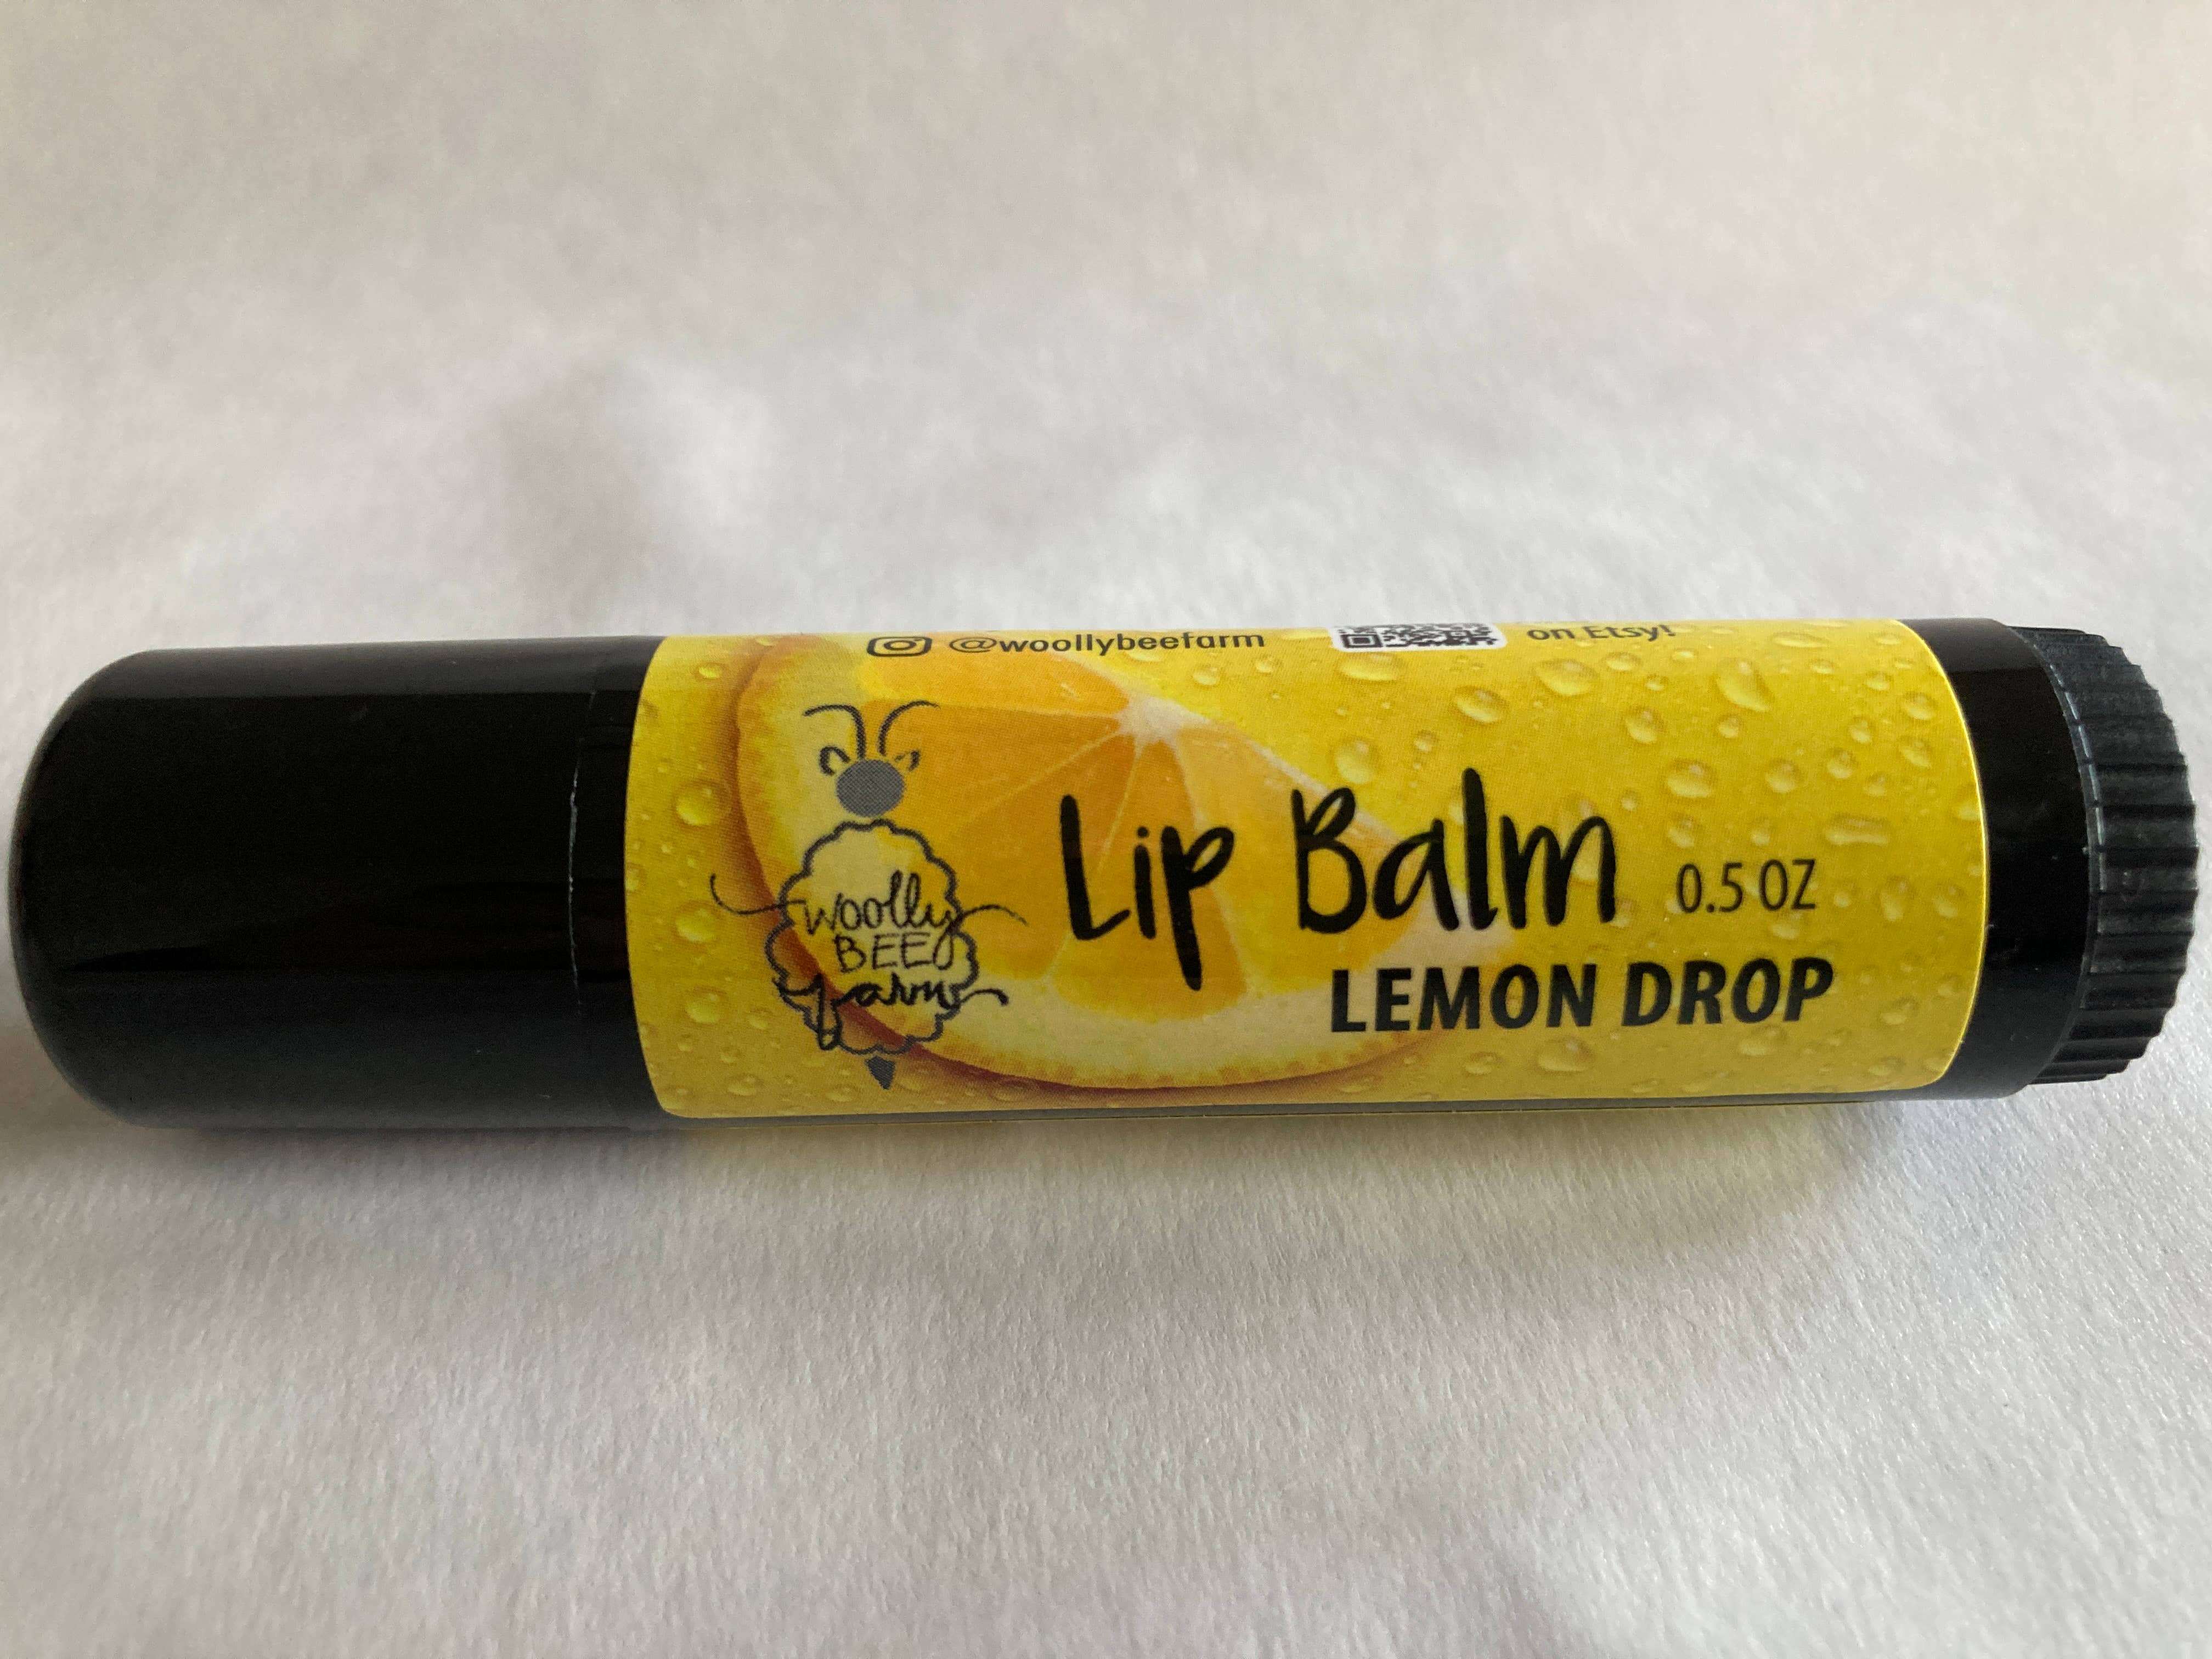 @woollybeefarm
on Etsy!
woolly
BEE
farm
Lip Balm 0.5 OZ
LEMON DROP